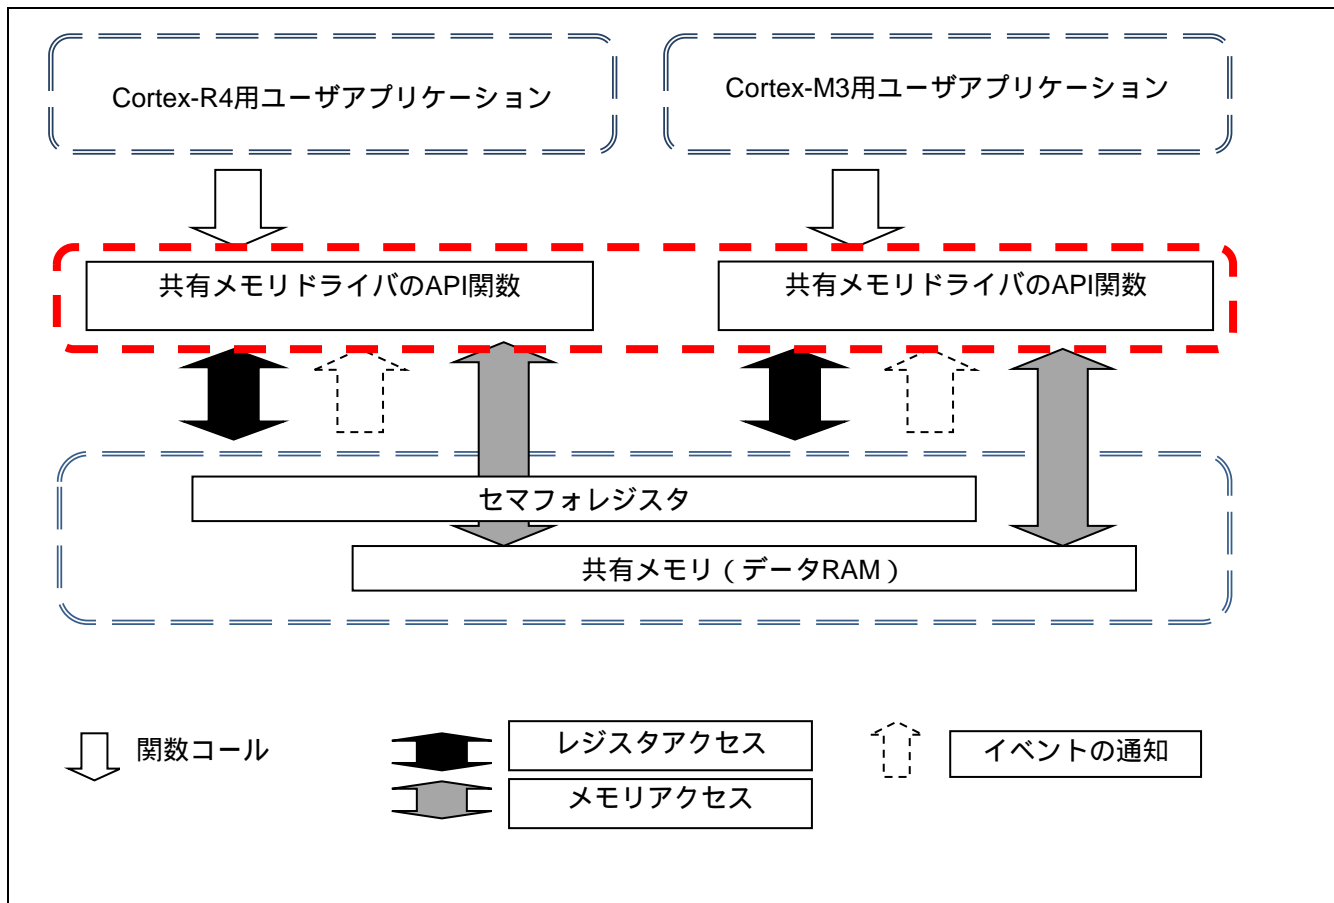 Cortex-R4用ユーザアプリケーション
Cortex-M3用ユーザアプリケーション
共有メモリドライバのAPI関数
共有メモリドライバのAPI関数
セマフォレジスタ
共有メモリ（データRAM）
関数コール
レジスタアクセス
イベントの通知
メモリアクセス